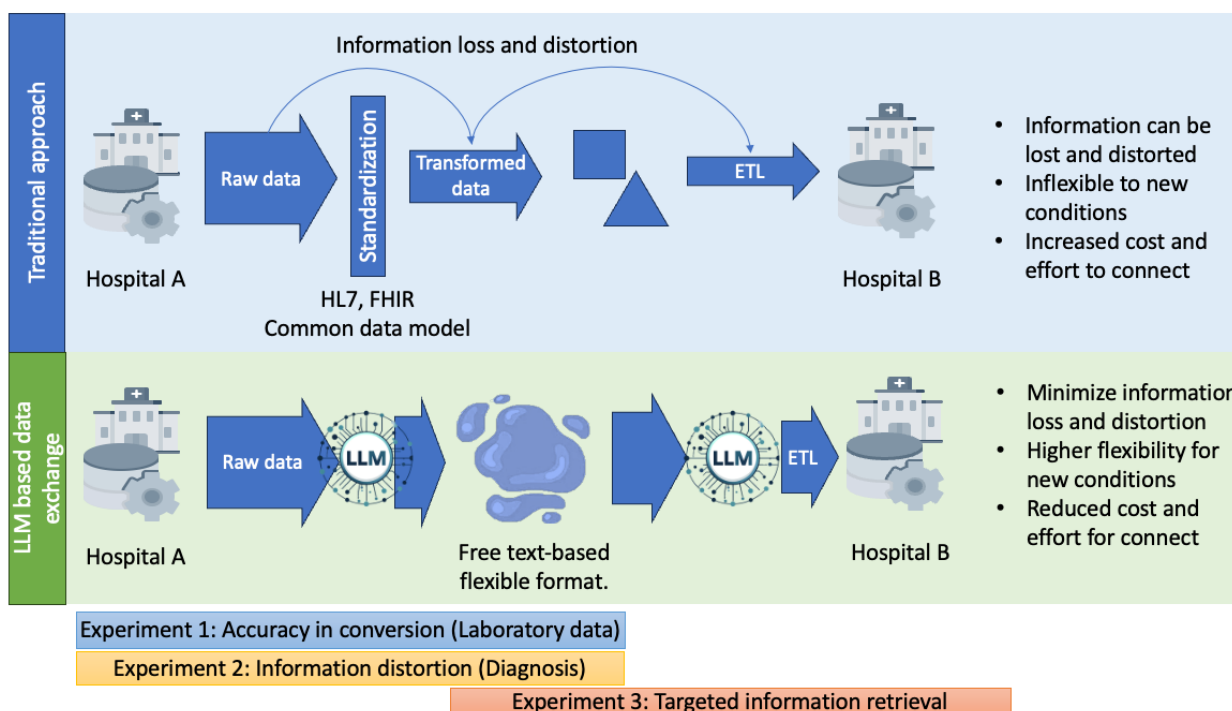 Traditional approach
Information loss and distortion
Raw data
Standardization
Transformed
data
ETL
Hospital A
HL7, FHIR
Common data model
Hospital B
• Information can be
lost and distorted
• Inflexible to new
conditions
• Increased cost and
effort to connect
LLM based data
exchange
Raw data
LLM
LLM
ETL
Hospital A
Free text-based
flexible format.
Hospital B
• Minimize information
loss and distortion
• Higher flexibility for
new conditions
• Reduced cost and
effort for connect
Experiment 1: Accuracy in conversion (Laboratory data)
Experiment 2: Information distortion (Diagnosis)
Experiment 3: Targeted information retrieval